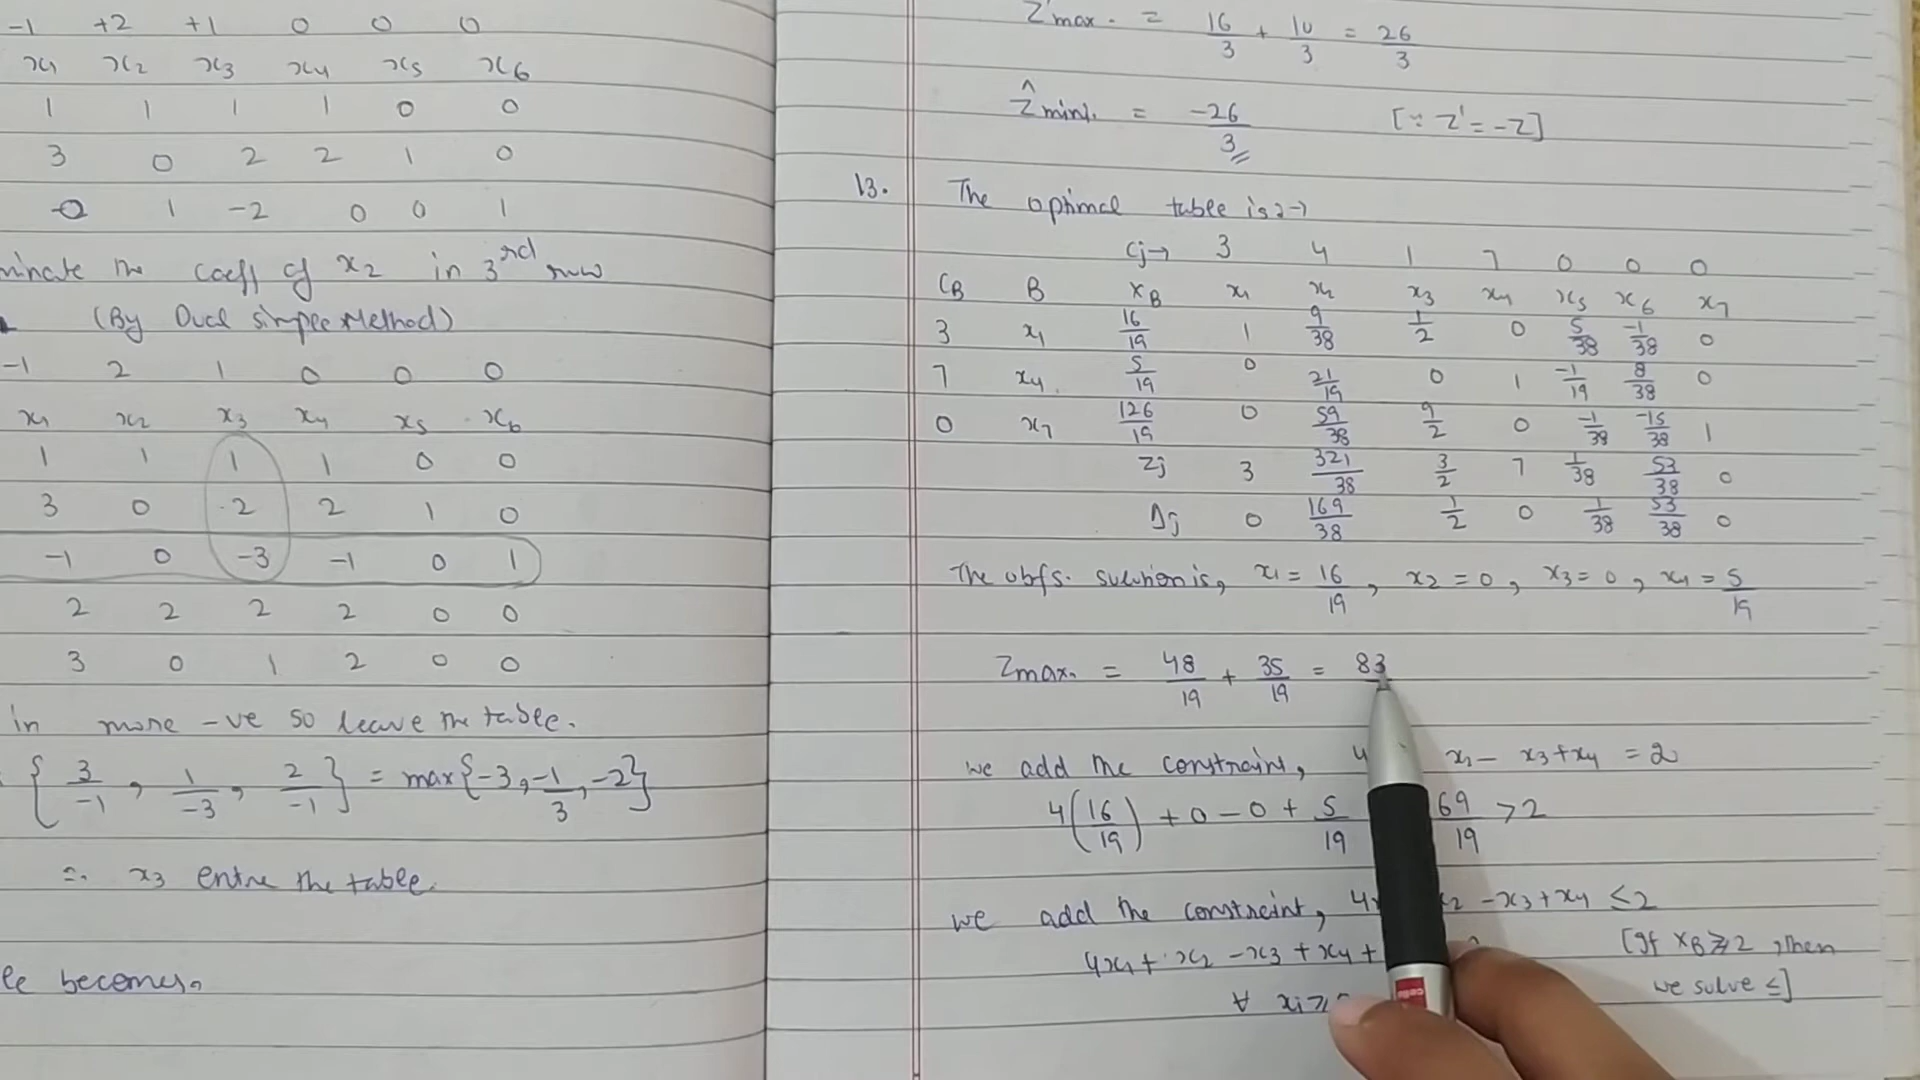 -1 +2 +1 0 0 0
x1 x2 x3 x4 x5 x6
1 1 1 1 0 0
3 0 2 2 1 0
-0 1 -2 0 0 1
minate the coeff of x2 in 3rd row
(By Dual simplex Method)
-1 2 1 0 0 0
x1 x2 x3 x4 x5 x6
1 1 1 1 0 0
3 0 2 2 1 0
-1 0 -3 -1 0 1
2 2 2 2 0 0
3 0 1 2 0 0
in more -ve so leave the table.
{ 3/-1 , 1/-3 , 2/-1 } = max{-3, -1/3, -2}
∴ x3 entre the table.
le becomes,
Z'max. = 16/3 + 10/3 = 26/3
Ẑ mini. = -26/3 [∵ Z' = -Z]
13. The optimal table is :→
Cj→ 3 4 1 7 0 0 0
CB B XB x1 x2 x3 x4 x5 x6 x7
3 x1 16/19 1 9/38 1/2 0 5/38 -1/38 0
7 x4 5/19 0 21/19 0 1 -1/19 8/38 0
0 x7 126/19 0 59/38 9/2 0 -1/38 -15/38 1
Zj 3 321/38 3/2 7 1/38 53/38 0
Δj 0 169/38 1/2 0 1/38 53/38 0
The obfs. solution is, x1 = 16/19 , x2 = 0, x3 = 0, x4 = 5/19
Zmax. = 48/19 + 35/19 = 83
we add the constraint, 4 x2 - x3 + x4 = 2
4(16/19) + 0 - 0 + 5/19 69/19 > 2
we add the constraint, 4x x2 - x3 + x4 ≤ 2
4x1 + x2 - x3 + x4 + [If XB ≥ 2, then
∀ xi ≥ we solve ≤]
cello